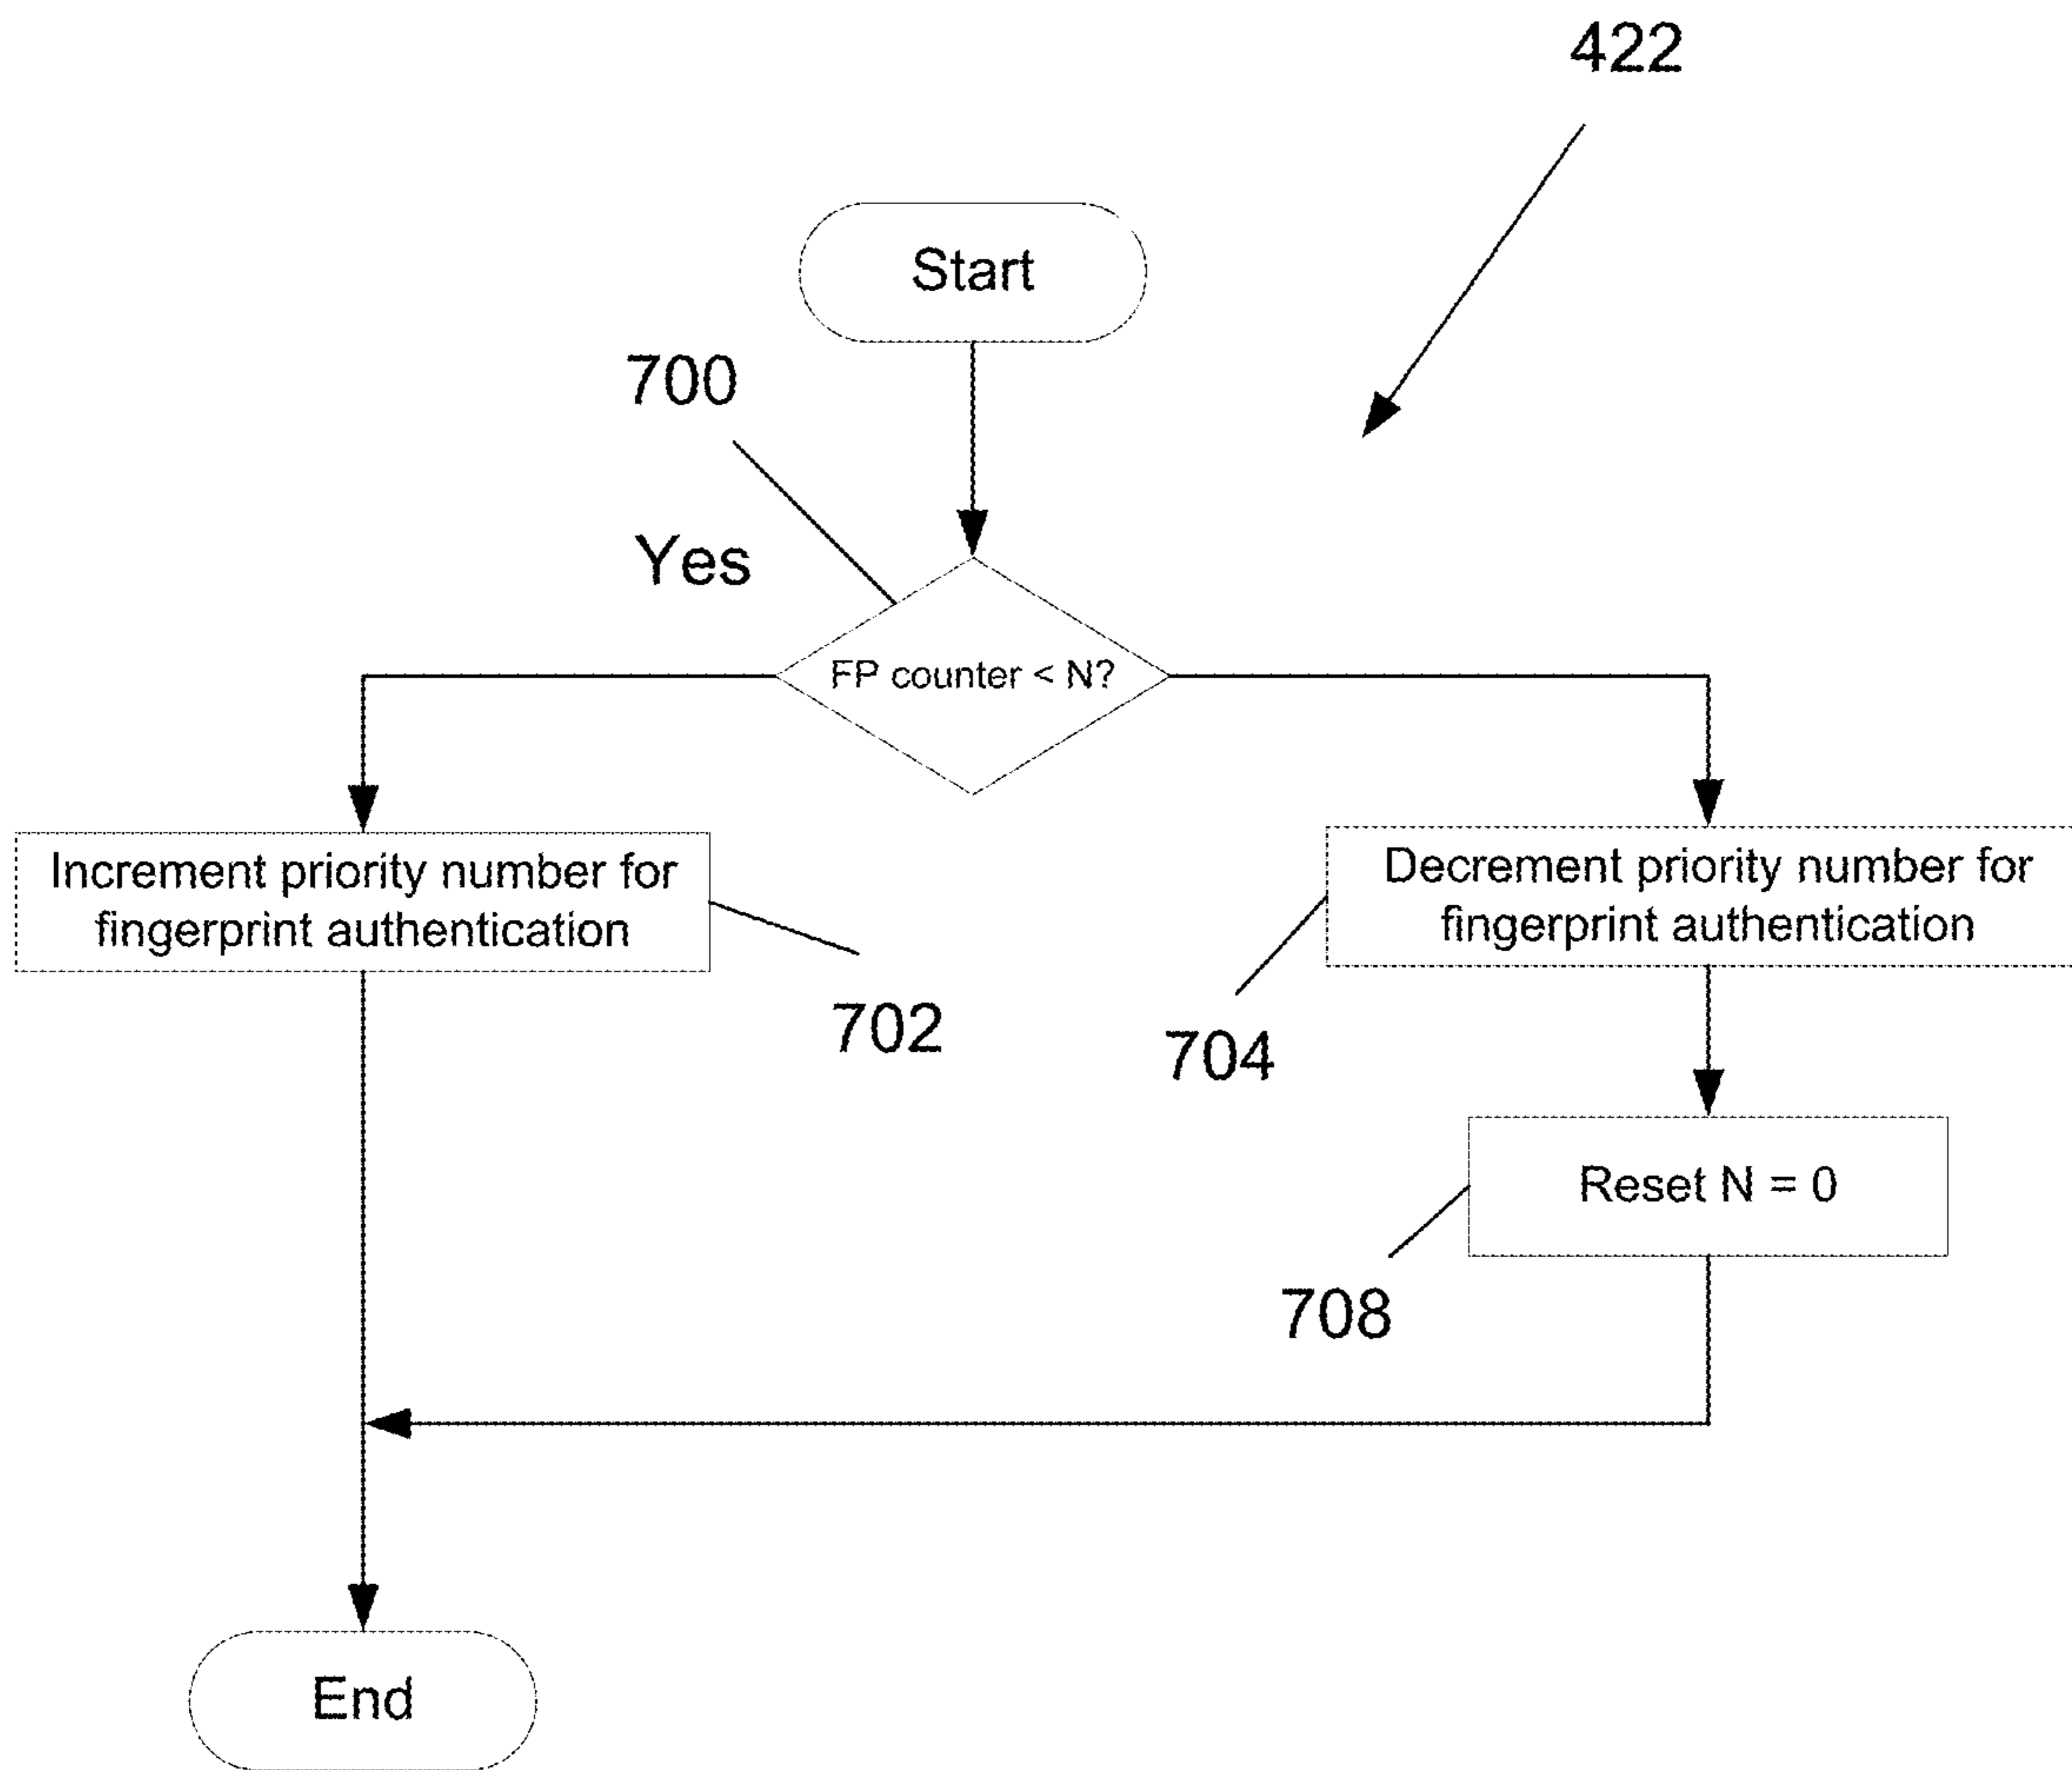 422
Start
700
Yes
FP counter < N?
Increment priority number for
fingerprint authentication
Decrement priority number for
fingerprint authentication
702
704
Reset N = 0
708
End